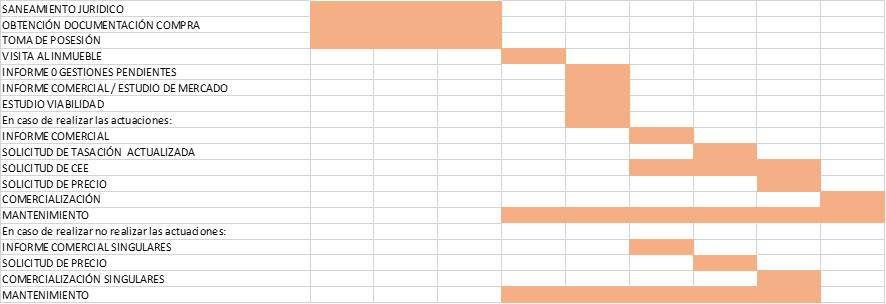 SANEAMIENTO JURIDICO
OBTENCIÓN DOCUMENTACIÓN COMPRA
TOMA DE POSESIÓN
VISITA AL INMUEBLE
INFORME 0 GESTIONES PENDIENTES
INFORME COMERCIAL / ESTUDIO DE MERCADO
ESTUDIO VIABILIDAD
En caso de realizar las actuaciones:
INFORME COMERCIAL
SOLICITUD DE TASACIÓN ACTUALIZADA
SOLICITUD DE CEE
SOLICITUD DE PRECIO
COMERCIALIZACIÓN
MANTENIMIENTO
En caso de realizar no realizar las actuaciones:
INFORME COMERCIAL SINGULARES
SOLICITUD DE PRECIO
COMERCIALIZACIÓN SINGULARES
MANTENIMIENTO